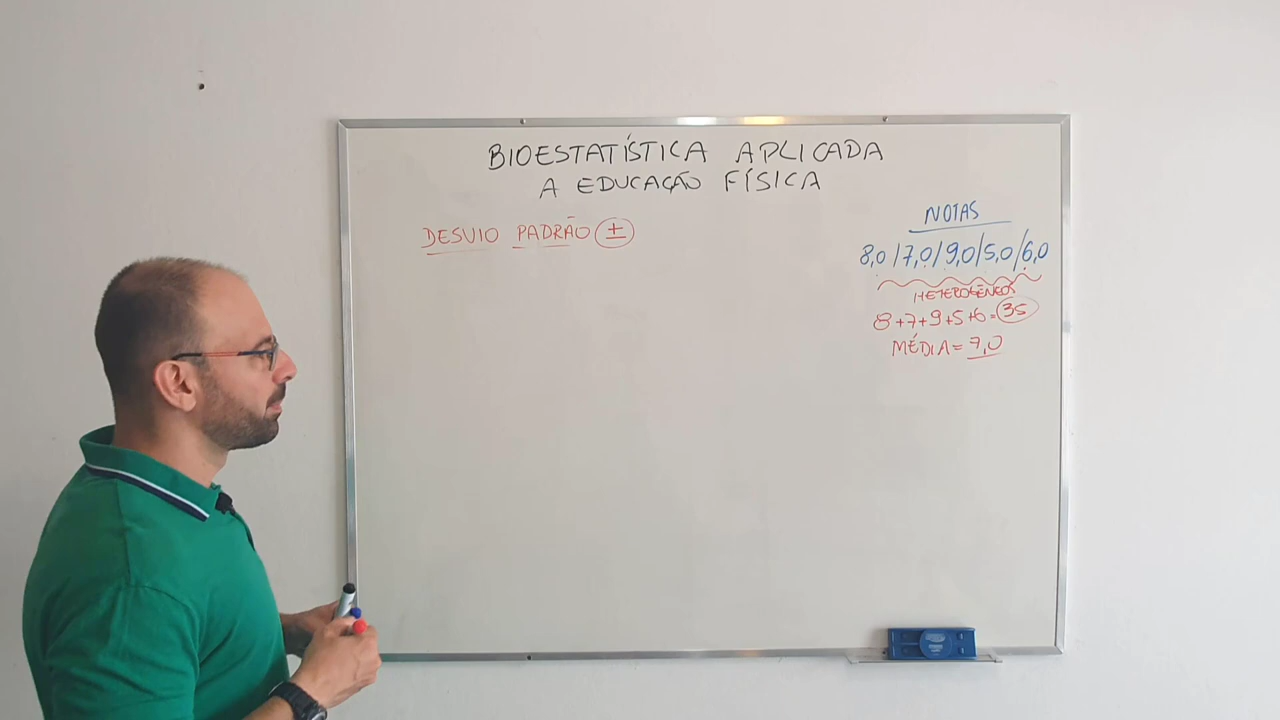 BIOESTATÍSTICA APLICADA
A EDUCAÇÃO FÍSICA
DESVIO PADRÃO ±
NOTAS
8,0/7,0/9,0/5,0/6,0
HETEROGÊNEOS
8+7+9+5+6=35
MÉDIA=7,0